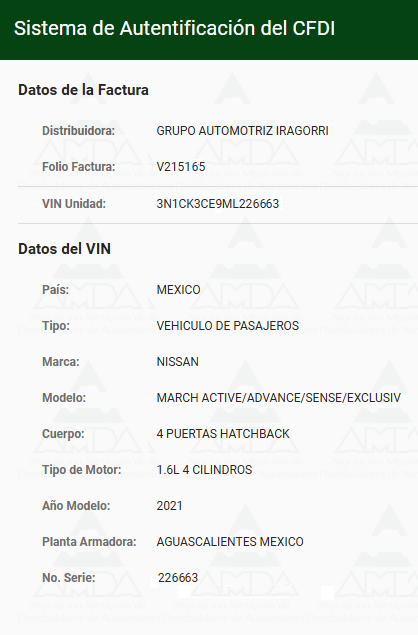 Sistema de Autentificación del CFDI
Datos de la Factura
Distribuidora: GRUPO AUTOMOTRIZ IRAGORRI
Folio Factura: V215165
VIN Unidad: 3N1CK3CE9ML226663
Datos del VIN
País: MEXICO
Tipo: VEHICULO DE PASAJEROS
Marca: NISSAN
Modelo: MARCH ACTIVE/ADVANCE/SENSE/EXCLUSIV
Cuerpo: 4 PUERTAS HATCHBACK
Tipo de Motor: 1.6L 4 CILINDROS
Año Modelo: 2021
Planta Armadora: AGUASCALIENTES MEXICO
No. Serie: 226663